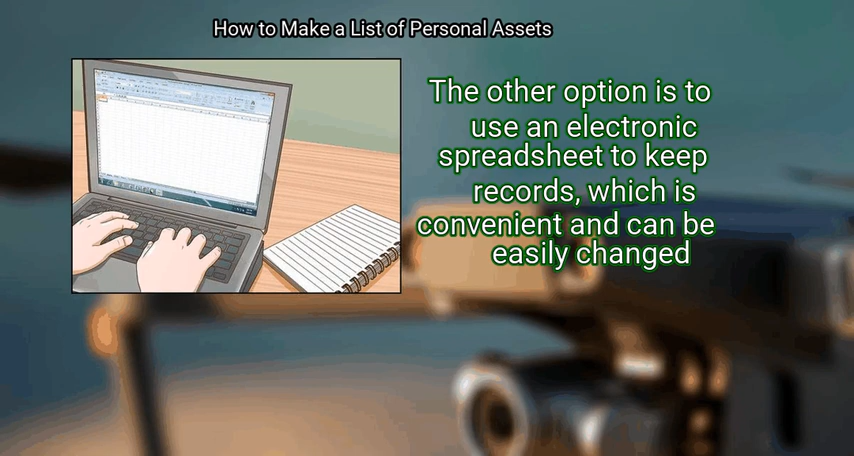 How to Make a List of Personal Assets
The other option is to
use an electronic
spreadsheet to keep
records, which is
convenient and can be
easily changed